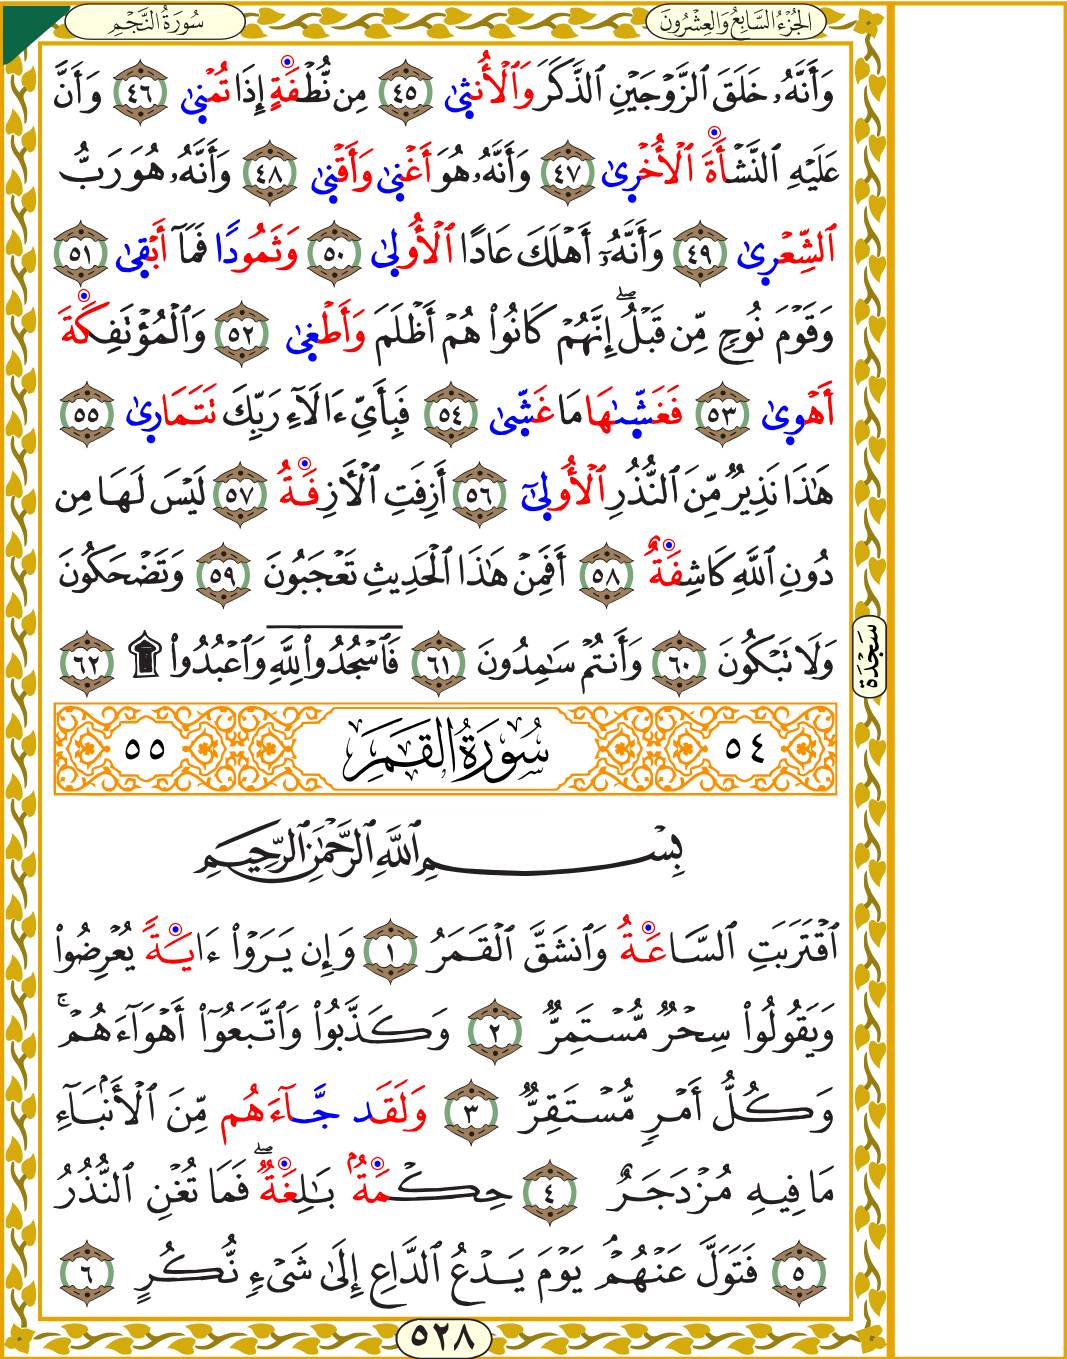 الجُزْءُ السَّابِعُ وَالعِشْرُونَ
سُورَةُ النَّجْمِ
وَأَنَّهُۥ خَلَقَ ٱلزَّوْجَيْنِ ٱلذَّكَرَ وَٱلْأُنثَىٰ ٤٥ مِن نُّطْفَةٍ إِذَا تُمْنَىٰ ٤٦ وَأَنَّ
عَلَيْهِ ٱلنَّشْأَةَ ٱلْأُخْرَىٰ ٤٧ وَأَنَّهُۥ هُوَ أَغْنَىٰ وَأَقْنَىٰ ٤٨ وَأَنَّهُۥ هُوَ رَبُّ
ٱلشِّعْرَىٰ ٤٩ وَأَنَّهُۥٓ أَهْلَكَ عَادًا ٱلْأُولَىٰ ٥٠ وَثَمُودًا فَمَآ أَبْقَىٰ ٥١
وَقَوْمَ نُوحٍ مِّن قَبْلُ ۖ إِنَّهُمْ كَانُوا۟ هُمْ أَظْلَمَ وَأَطْغَىٰ ٥٢ وَٱلْمُؤْتَفِكَةَ
أَهْوَىٰ ٥٣ فَغَشَّىٰهَا مَا غَشَّىٰ ٥٤ فَبِأَىِّ ءَالَآءِ رَبِّكَ تَتَمَارَىٰ ٥٥
هَٰذَا نَذِيرٌ مِّنَ ٱلنُّذُرِ ٱلْأُولَىٰٓ ٥٦ أَزِفَتِ ٱلْأَزِفَةُ ٥٧ لَيْسَ لَهَا مِن
دُونِ ٱللَّهِ كَاشِفَةٌ ٥٨ أَفَمِنْ هَٰذَا ٱلْحَدِيثِ تَعْجَبُونَ ٥٩ وَتَضْحَكُونَ
وَلَا تَبْكُونَ ٦٠ وَأَنتُمْ سَٰمِدُونَ ٦١ فَٱسْجُدُوا۟ لِلَّهِ وَٱعْبُدُوا۟ ۩ ٦٢
سَجْدَة
٥٤ سُورَةُ القَمَرِ ٥٥
بِسْمِ ٱللَّهِ ٱلرَّحْمَٰنِ ٱلرَّحِيمِ
ٱقْتَرَبَتِ ٱلسَّاعَةُ وَٱنشَقَّ ٱلْقَمَرُ ١ وَإِن يَرَوْا۟ ءَايَةً يُعْرِضُوا۟
وَيَقُولُوا۟ سِحْرٌ مُّسْتَمِرٌّ ٢ وَكَذَّبُوا۟ وَٱتَّبَعُوٓا۟ أَهْوَآءَهُمْ ۚ
وَكُلُّ أَمْرٍ مُّسْتَقِرٌّ ٣ وَلَقَد جَّآءَهُم مِّنَ ٱلْأَنۢبَآءِ
مَا فِيهِ مُزْدَجَرٌ ٤ حِكْمَةٌۢ بَٰلِغَةٌ ۖ فَمَا تُغْنِ ٱلنُّذُرُ
٥ فَتَوَلَّ عَنْهُمْ ۘ يَوْمَ يَدْعُ ٱلدَّاعِ إِلَىٰ شَىْءٍ نُّكُرٍ ٦
٥٢٨